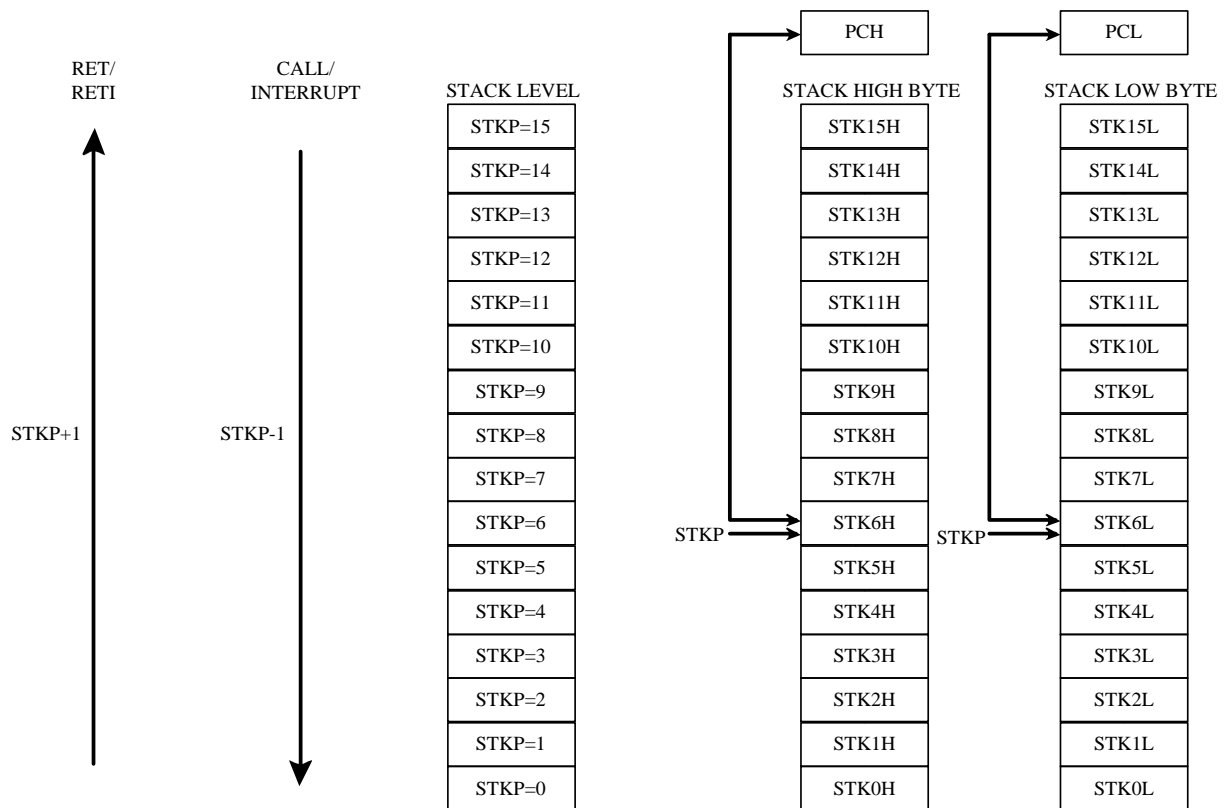 PCH
PCL
RET/
RETI
CALL/
INTERRUPT
STACK LEVEL
STACK HIGH BYTE
STACK LOW BYTE
STKP=15
STK15H
STK15L
STKP=14
STK14H
STK14L
STKP=13
STK13H
STK13L
STKP=12
STK12H
STK12L
STKP=11
STK11H
STK11L
STKP=10
STK10H
STK10L
STKP=9
STK9H
STK9L
STKP+1
STKP-1
STKP=8
STK8H
STK8L
STKP=7
STK7H
STK7L
STKP=6
STKP
STK6H
STKP
STK6L
STKP=5
STK5H
STK5L
STKP=4
STK4H
STK4L
STKP=3
STK3H
STK3L
STKP=2
STK2H
STK2L
STKP=1
STK1H
STK1L
STKP=0
STK0H
STK0L